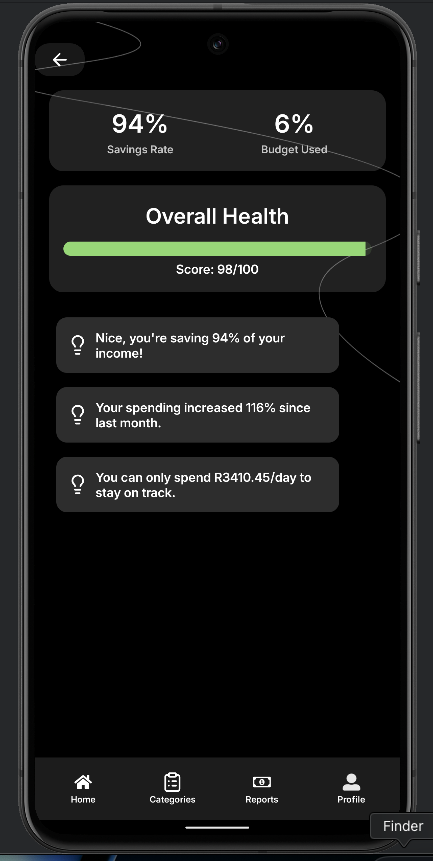 94%
6%
Savings Rate
Budget Used
Overall Health
Score: 98/100
Nice, you're saving 94% of your
income!
Your spending increased 116% since
last month.
You can only spend R3410.45/day to
stay on track.
Home
Categories
Reports
Profile
Finder